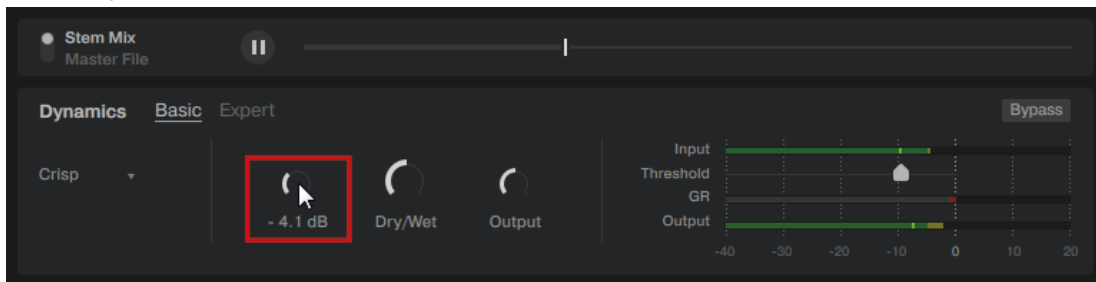 Stem Mix
Master File
Dynamics Basic Expert Bypass
Crisp
- 4.1 dB Dry/Wet Output
Input
Threshold
GR
Output
-40 -30 -20 -10 0 10 20